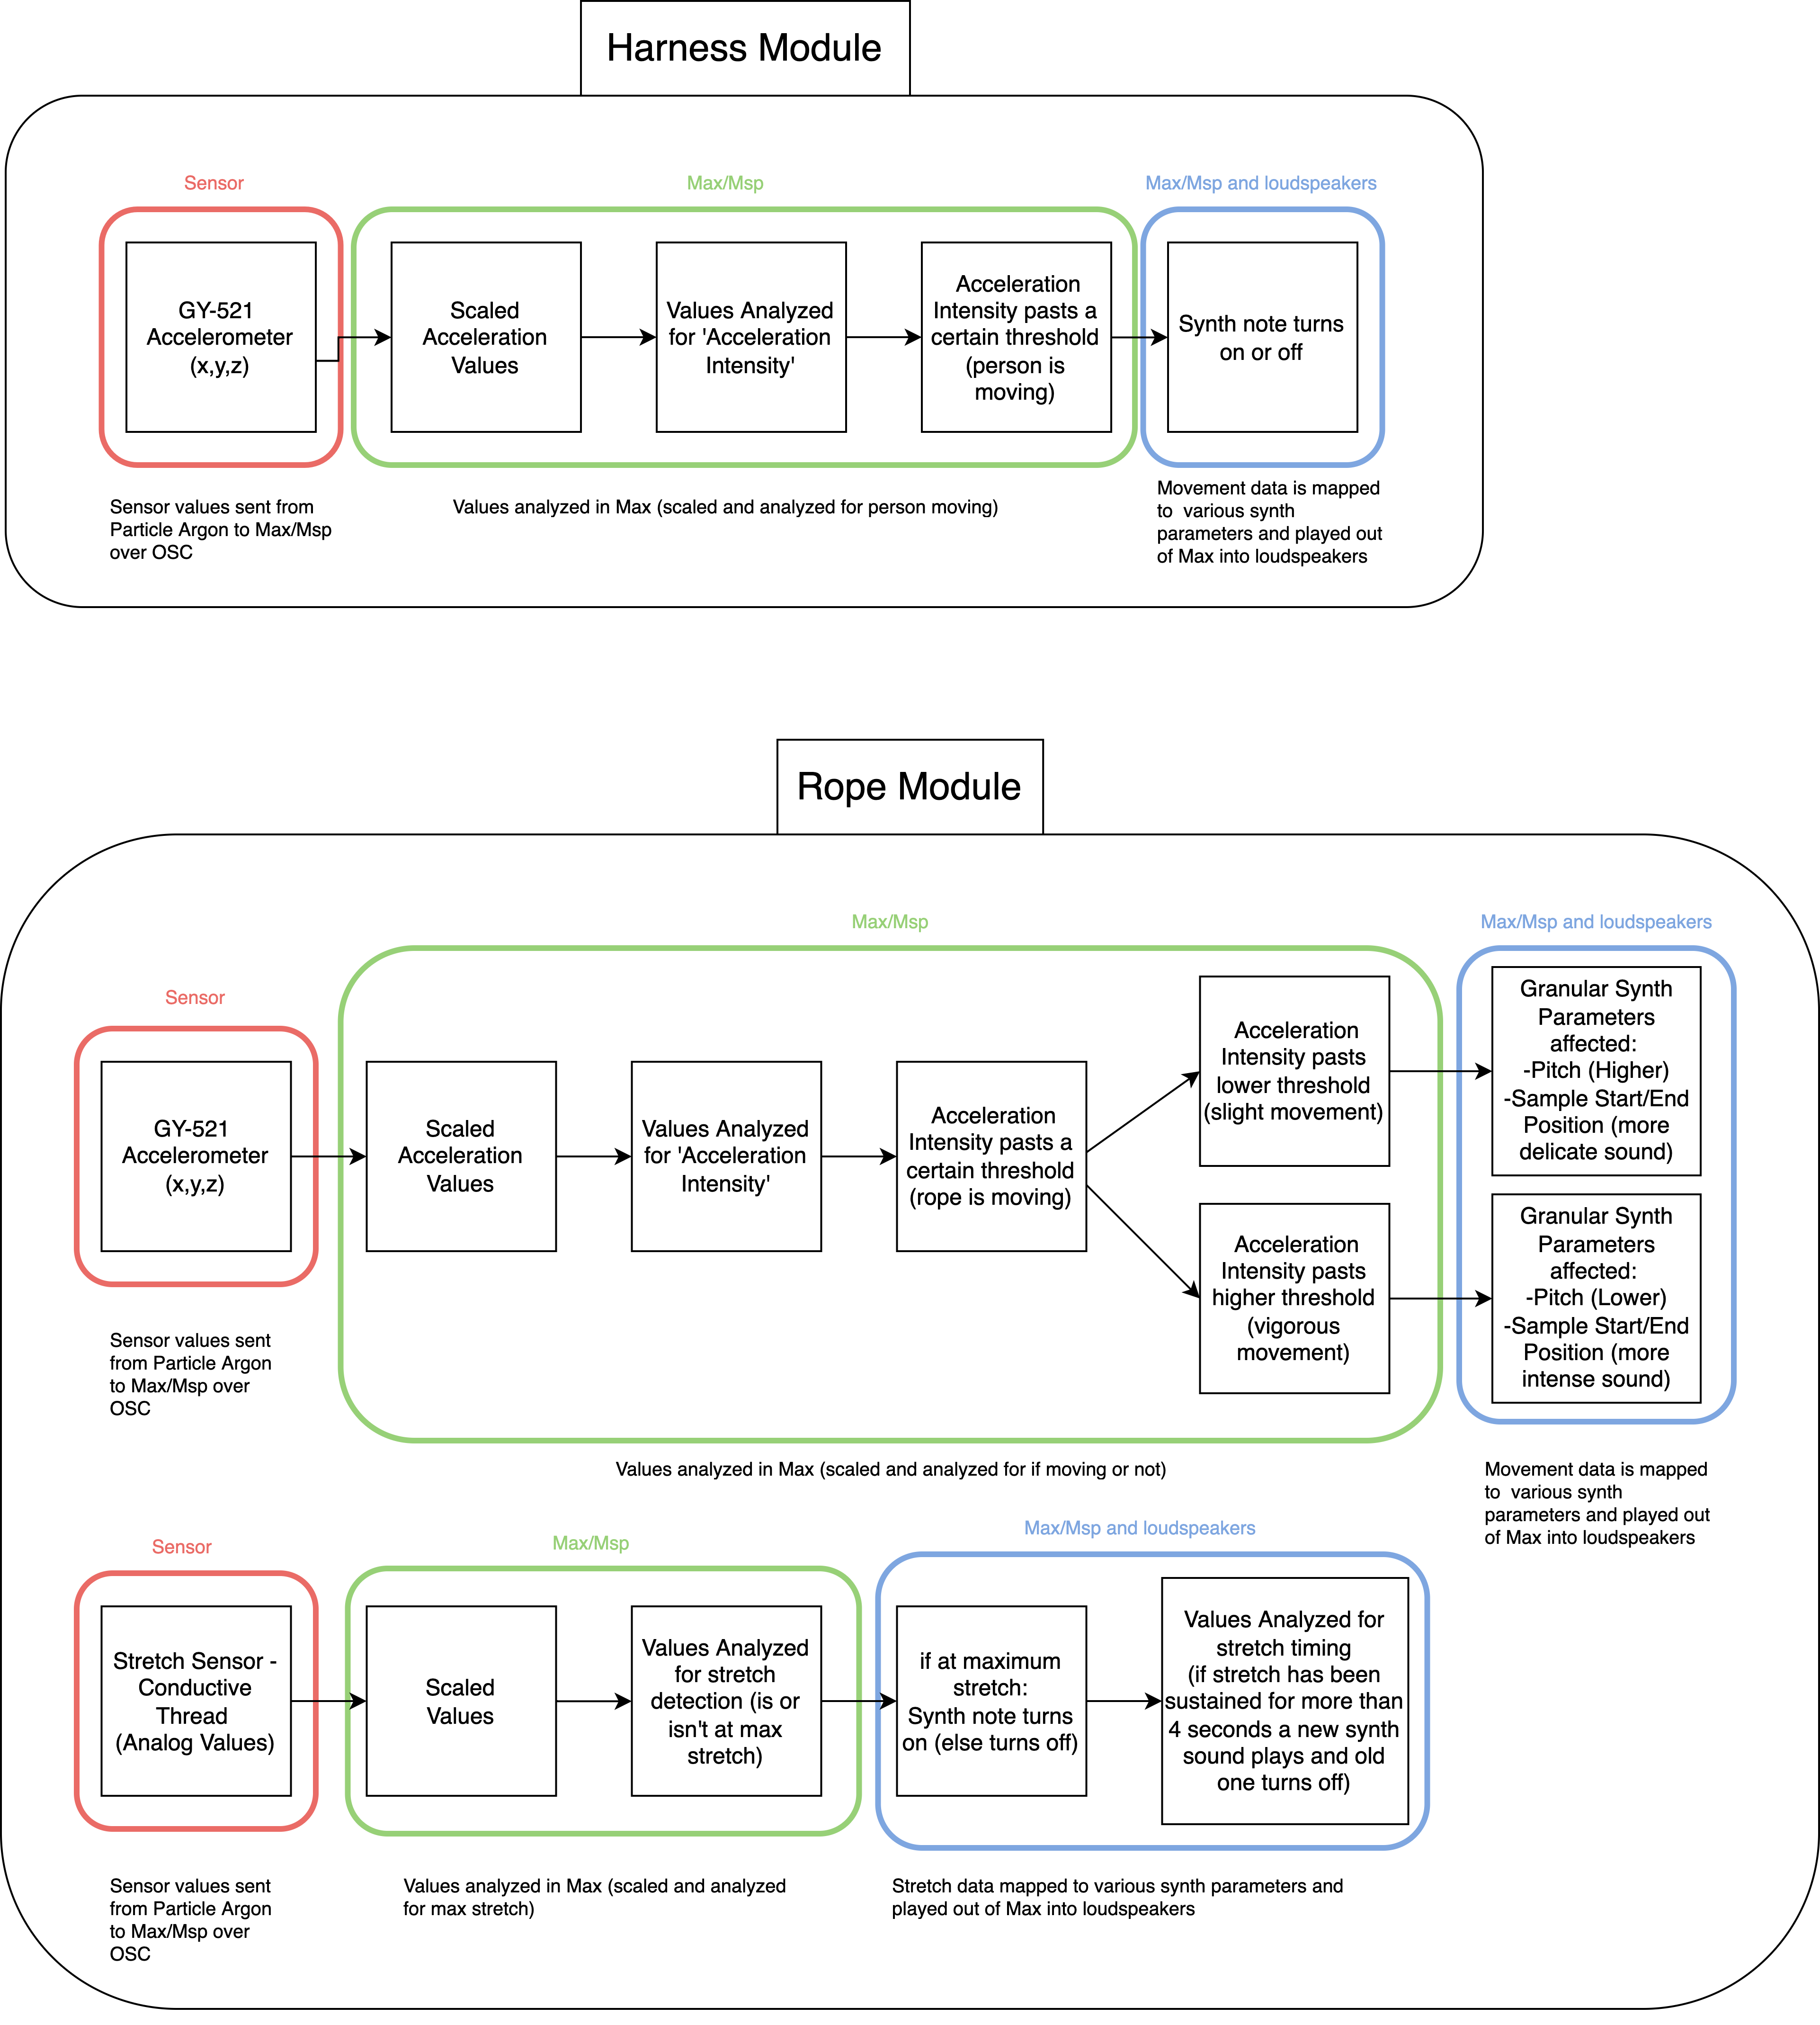 Harness Module
Sensor
Max/Msp
Max/Msp and loudspeakers
GY-521
Accelerometer
(x,y,z)
Scaled
Acceleration
Values
Values Analyzed
for 'Acceleration
Intensity'
Acceleration
Intensity pasts a
certain threshold
(person is
moving)
Synth note turns
on or off
Sensor values sent from
Particle Argon to Max/Msp
over OSC
Values analyzed in Max (scaled and analyzed for person moving)
Movement data is mapped
to  various synth
parameters and played out
of Max into loudspeakers
Rope Module
Sensor
Max/Msp
Max/Msp and loudspeakers
GY-521
Accelerometer
(x,y,z)
Scaled
Acceleration
Values
Values Analyzed
for 'Acceleration
Intensity'
Acceleration
Intensity pasts a
certain threshold
(rope is moving)
Acceleration
Intensity pasts
lower threshold
(slight movement)
Granular Synth
Parameters
affected:
-Pitch (Higher)
-Sample Start/End
Position (more
delicate sound)
Acceleration
Intensity pasts
higher threshold
(vigorous
movement)
Granular Synth
Parameters
affected:
-Pitch (Lower)
-Sample Start/End
Position (more
intense sound)
Sensor values sent
from Particle Argon
to Max/Msp over
OSC
Values analyzed in Max (scaled and analyzed for if moving or not)
Movement data is mapped
to  various synth
parameters and played out
of Max into loudspeakers
Sensor
Max/Msp
Max/Msp and loudspeakers
Stretch Sensor -
Conductive
Thread
(Analog Values)
Scaled
Values
Values Analyzed
for stretch
detection (is or
isn't at max
stretch)
if at maximum
stretch:
Synth note turns
on (else turns off)
Values Analyzed for
stretch timing
(if stretch has been
sustained for more than
4 seconds a new synth
sound plays and old
one turns off)
Sensor values sent
from Particle Argon
to Max/Msp over
OSC
Values analyzed in Max (scaled and analyzed
for max stretch)
Stretch data mapped to various synth parameters and
played out of Max into loudspeakers